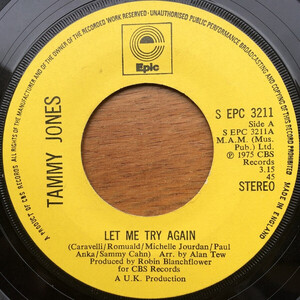 ALL RIGHTS OF THE MANUFACTURER AND OF THE OWNER OF THE RECORDED WORK RESERVED - UNAUTHORISED PUBLIC PERFORMANCE BROADCASTING AND COPYING OF THIS RECORD PROHIBITED
MADE IN ENGLAND
A PRODUCT OF CBS RECORDS
Epic
TAMMY JONES
S EPC 3211
Side A
S EPC 3211A
M.A.M. (Mus.
Pub.) Ltd.
℗ 1975 CBS
Records
3.15
45
STEREO
LET ME TRY AGAIN
(Caravelli/Romuald/Michelle Jourdan/Paul
Anka/Sammy Cahn) Arr. by Alan Tew
Produced by Robin Blanchflower
for CBS Records
A U.K. Production